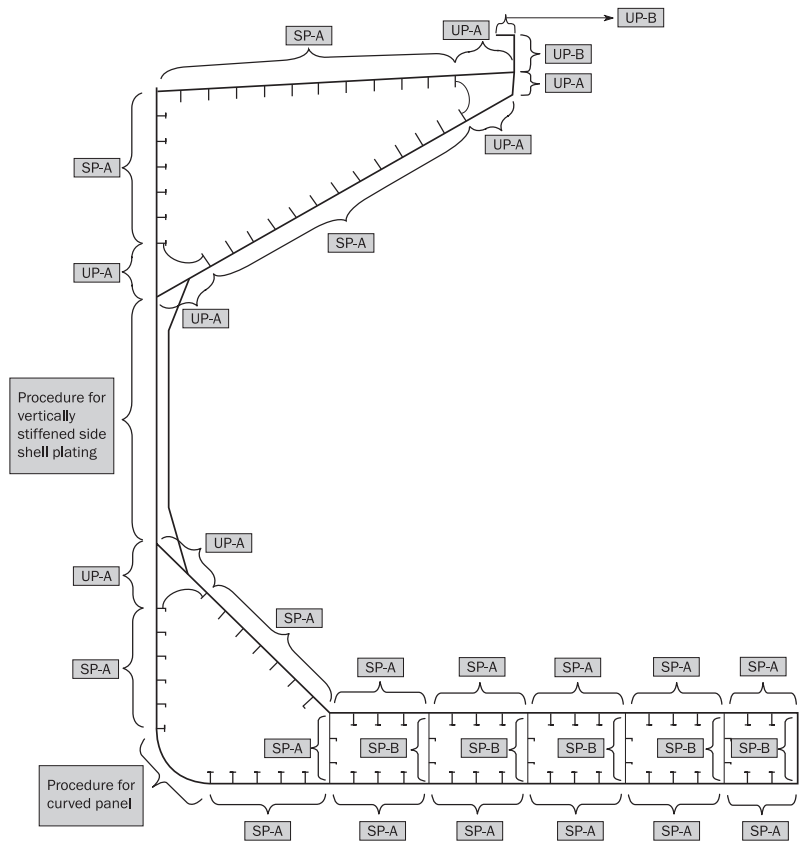 UP-B
UP-A
SP-A
UP-B
UP-A
UP-A
SP-A
SP-A
UP-A
UP-A
Procedure for
vertically
stiffened side
shell plating
UP-A
UP-A
SP-A
SP-A
SP-A
SP-A
SP-A
SP-A
SP-A
SP-A
SP-B
SP-B
SP-B
SP-B
SP-B
Procedure for
curved panel
SP-A
SP-A
SP-A
SP-A
SP-A
SP-A